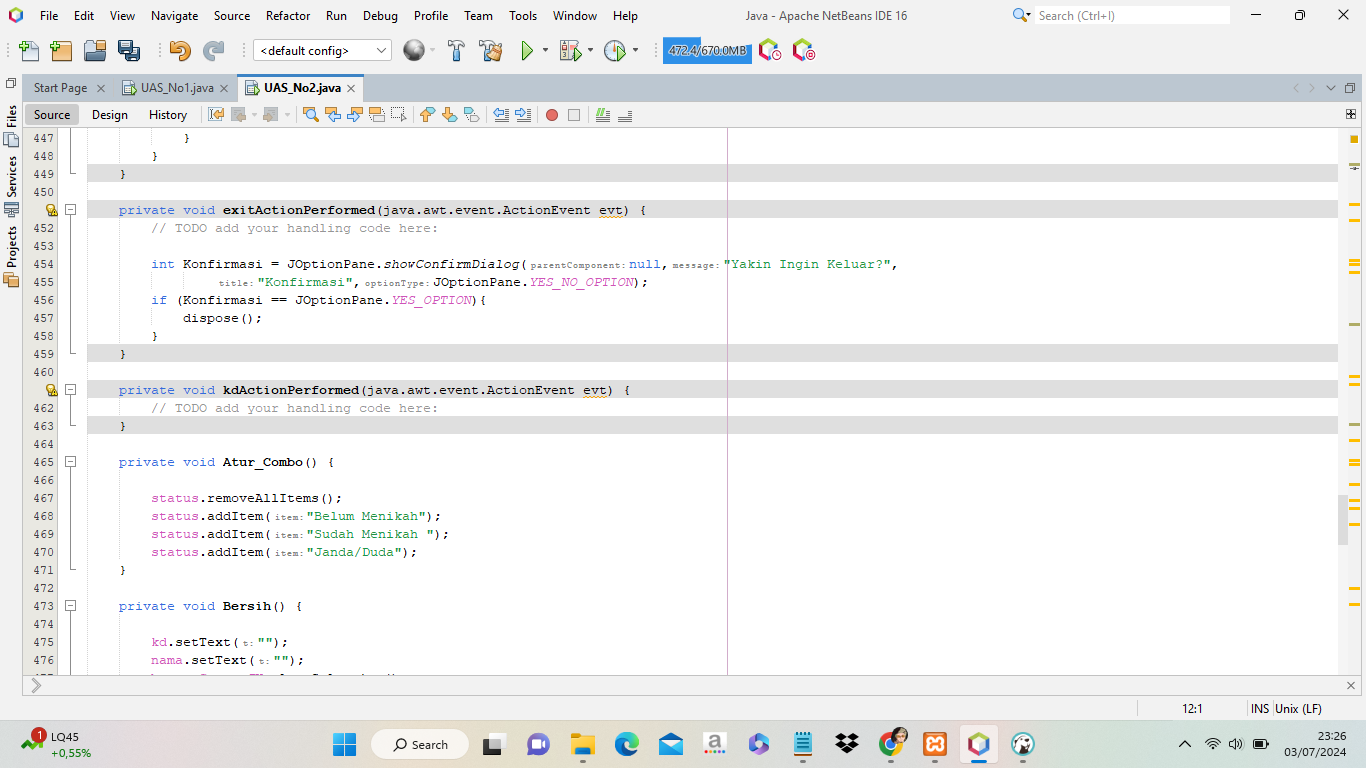 File Edit View Navigate Source Refactor Run Debug Profile Team Tools Window Help
Java - Apache NetBeans IDE 16
Search (Ctrl+I)
<default config>
472.4/670.0MB
Files
Services
Projects
Start Page
UAS_No1.java
UAS_No2.java
Source Design History
447 }
448 }
449 }
450
private void exitActionPerformed(java.awt.event.ActionEvent evt) {
452 // TODO add your handling code here:
453
454 int Konfirmasi = JOptionPane.showConfirmDialog( parentComponent: null, message: "Yakin Ingin Keluar?",
455 title: "Konfirmasi", optionType: JOptionPane.YES_NO_OPTION);
456 if (Konfirmasi == JOptionPane.YES_OPTION){
457 dispose();
458 }
459 }
460
private void kdActionPerformed(java.awt.event.ActionEvent evt) {
462 // TODO add your handling code here:
463 }
464
465 private void Atur_Combo() {
466
467 status.removeAllItems();
468 status.addItem( item: "Belum Menikah");
469 status.addItem( item: "Sudah Menikah ");
470 status.addItem( item: "Janda/Duda");
471 }
472
473 private void Bersih() {
474
475 kd.setText( t: "");
476 nama.setText( t: "");
12:1 INS Unix (LF)
1
LQ45
+0,55%
Search
23:26
03/07/2024